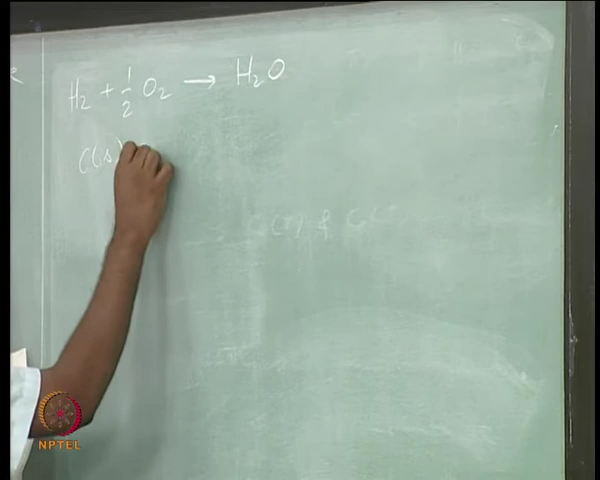 H₂ + 1/2 O₂ → H₂O
C(s)
NPTEL